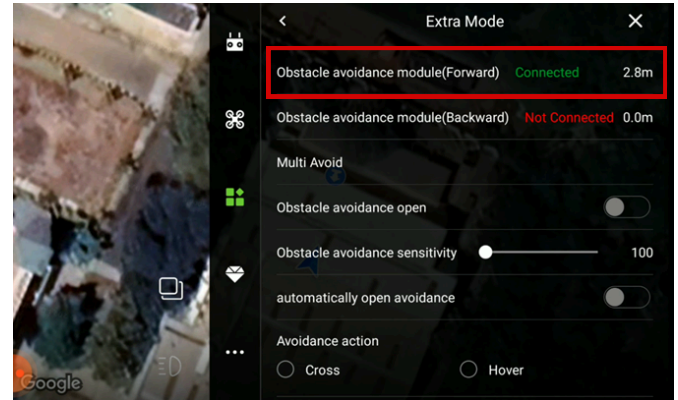 Extra Mode
Obstacle avoidance module(Forward) Connected 2.8m
Obstacle avoidance module(Backward) Not Connected 0.0m
Multi Avoid
Obstacle avoidance open
Obstacle avoidance sensitivity 100
automatically open avoidance
Avoidance action
Cross Hover
Google